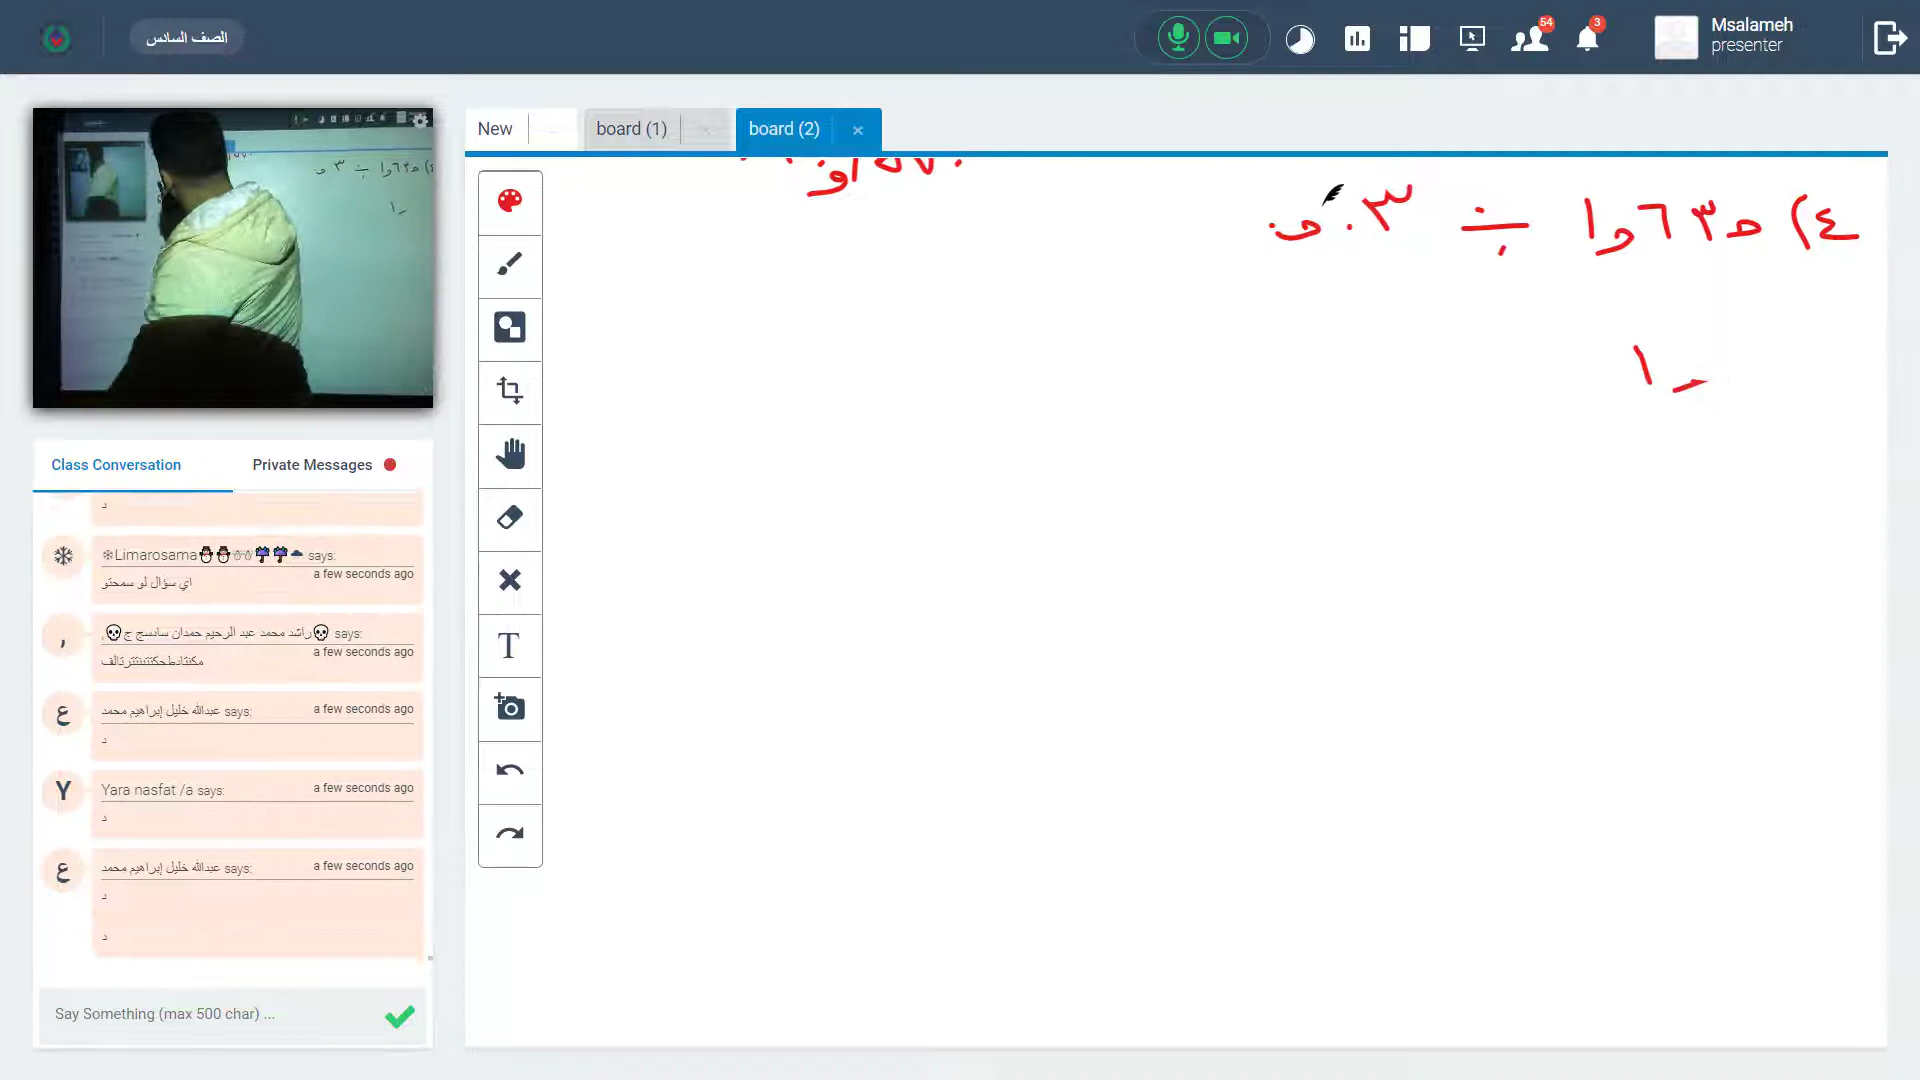 الصف السادس
54
3
Msalameh
presenter
New
board (1)
board (2)
٤)
÷
١
Class Conversation
Private Messages
د
❄Limarosama⛄⛄☃☃☔☔🌧 says:
a few seconds ago
اي سؤال لو سمحتو
راشد محمد عبد الرحيم حمدان سادسج ج says:
a few seconds ago
ع
عبدالله خليل إبراهيم محمد says:
a few seconds ago
د
Y
Yara nasfat /a says:
a few seconds ago
د
ع
عبدالله خليل إبراهيم محمد says:
a few seconds ago
د
د
Say Something (max 500 char) ...
T